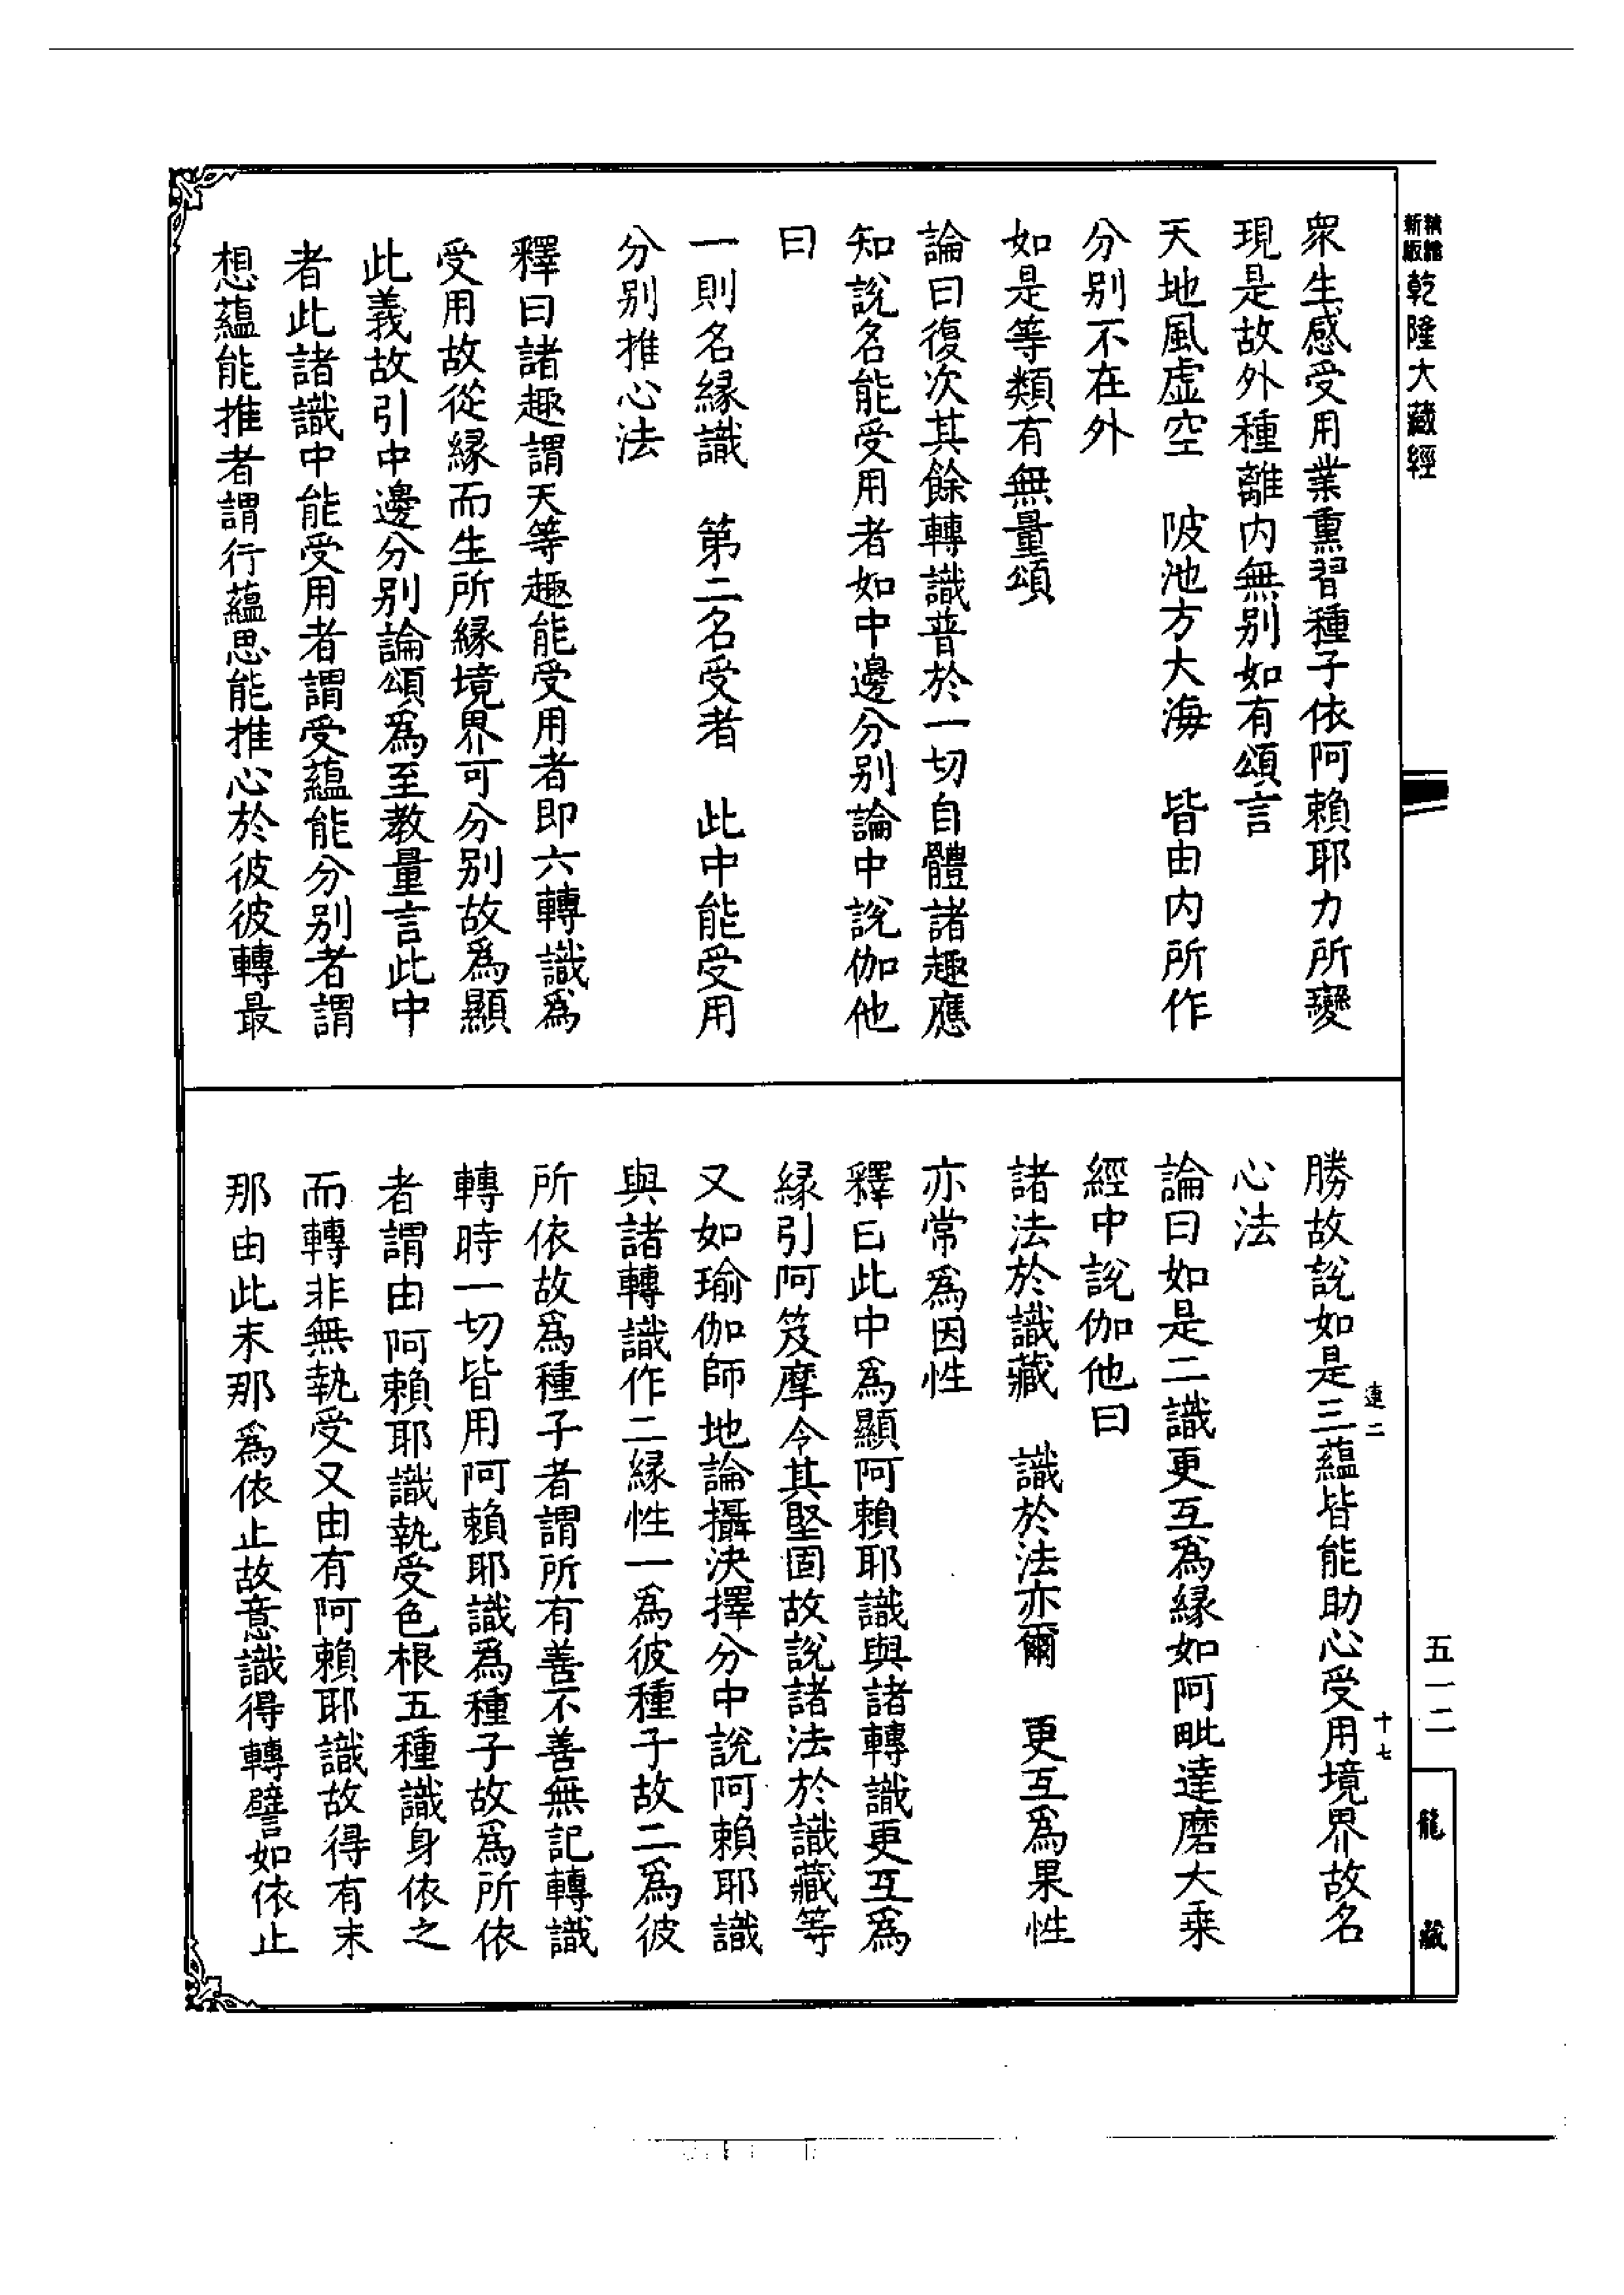 新版
精縮
乾隆大藏經
衆生感受用業熏習種子依阿賴耶力所變
現是故外種離内無别如有頌言
天地風虛空　陂池方大海　皆由内所作
分别不在外
如是等類有無量頌
論曰復次其餘轉識普於一切自體諸趣應
知說名能受用者如中邊分别論中說伽他
曰
一則名緣識　第二名受者　此中能受用
分别推心法
釋曰諸趣謂天等趣能受用者即六轉識爲
受用故從緣而生所緣境界可分别故爲顯
此義故引中邊分别論頌爲至教量言此中
者此諸識中能受用者謂受蘊能分别者謂
想蘊能推者謂行蘊思能推心於彼彼轉最
勝故說如是三蘊皆能助心受用境界故名
心法
論曰如是二識更互爲緣如阿毗達磨大乗
經中說伽他曰
諸法於識藏　識於法亦爾　更互爲果性
亦常爲因性
釋曰此中爲顯阿賴耶識與諸轉識更互爲
緣引阿笈摩令其堅固故說諸法於識藏等
又如瑜伽師地論攝決擇分中說阿賴耶識
與諸轉識作二緣性一爲彼種子故二爲彼
所依故爲種子者謂所有善不善無記轉識
轉時一切皆用阿賴耶識爲種子故爲所依
者謂由阿賴耶識執受色根五種識身依之
而轉非無執受又由有阿賴耶識故得有末
那由此末那爲依止故意識得轉譬如依止
連二
十七
五一二
龍藏